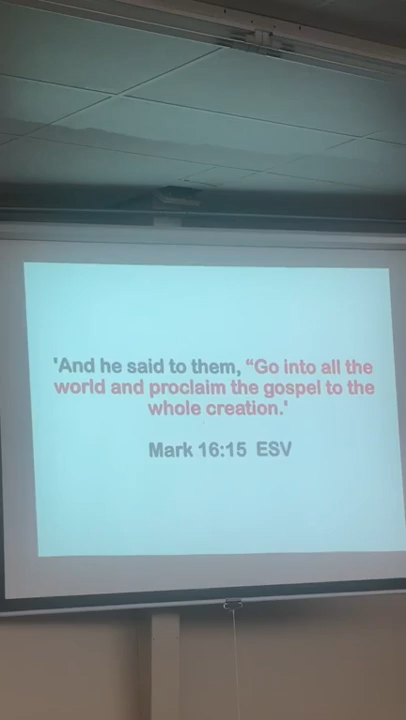 'And he said to them, “Go into all the
world and proclaim the gospel to the
whole creation.'
Mark 16:15 ESV